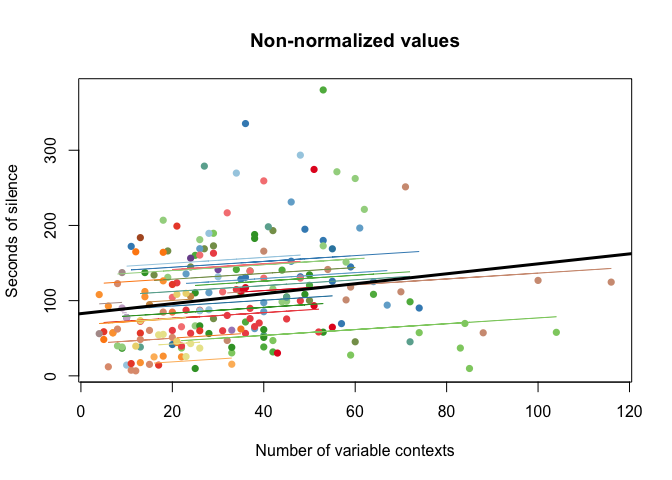 Non-normalized values
Seconds of silence
300
200
100
0
0 20 40 60 80 100 120
Number of variable contexts